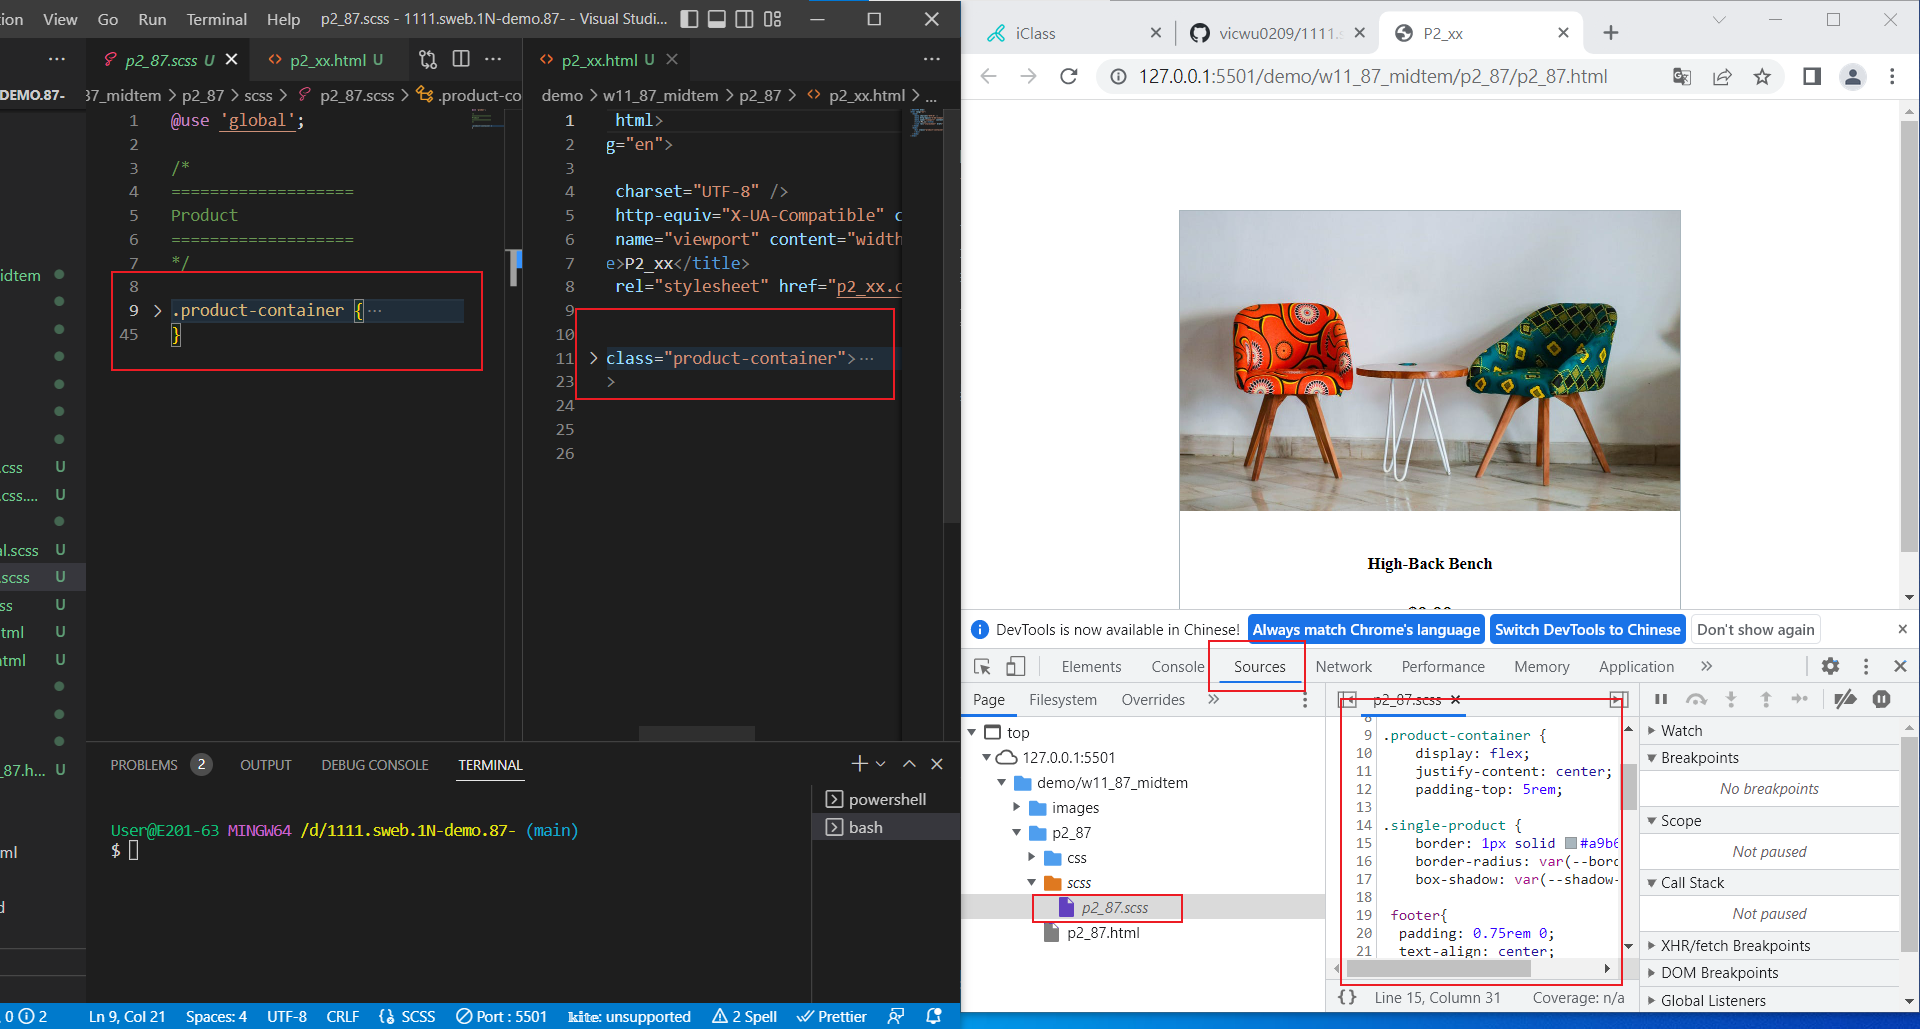 ion View Go Run Terminal Help p2_87.scss - 1111.sweb.1N-demo.87- - Visual Studi...
p2_87.scss U
p2_xx.html U
p2_xx.html U
DEMO.87-
87_midtem > p2_87 > scss > p2_87.scss > .product-co
demo > w11_87_midtem > p2_87 > p2_xx.html > ...
1 @use 'global';
2
3 /*
4 ===================
5 Product
6 ===================
7 */
8
9 .product-container {...
45 }
1 html>
2 g="en">
3
4 charset="UTF-8" />
5 http-equiv="X-UA-Compatible" c
6 name="viewport" content="width
7 e>P2_xx</title>
8 rel="stylesheet" href="p2_xx.c
9
10
11 class="product-container">...
23 >
24
25
26
idtem
.css U
.css.... U
al.scss U
.scss U
ss U
tml U
tml U
_87.h... U
ml
d
PROBLEMS 2 OUTPUT DEBUG CONSOLE TERMINAL
powershell
bash
User@E201-63 MINGW64 /d/1111.sweb.1N-demo.87- (main)
$
0 2 Ln 9, Col 21 Spaces: 4 UTF-8 CRLF SCSS Port : 5501 kite: unsupported 2 Spell Prettier
iClass
vicwu0209/1111.s
P2_xx
127.0.0.1:5501/demo/w11_87_midtem/p2_87/p2_87.html
High-Back Bench
DevTools is now available in Chinese! Always match Chrome's language Switch DevTools to Chinese Don't show again
Elements Console Sources Network Performance Memory Application
Page Filesystem Overrides
p2_87.scss
top
127.0.0.1:5501
demo/w11_87_midtem
images
p2_87
css
scss
p2_87.scss
p2_87.html
8
9 .product-container {
10 display: flex;
11 justify-content: center;
12 padding-top: 5rem;
13
14 .single-product {
15 border: 1px solid #a9b6
16 border-radius: var(--bor
17 box-shadow: var(--shadow-
18
19 footer{
20 padding: 0.75rem 0;
21 text-align: center;
{} Line 15, Column 31 Coverage: n/a
Watch
Breakpoints
No breakpoints
Scope
Not paused
Call Stack
Not paused
XHR/fetch Breakpoints
DOM Breakpoints
Global Listeners